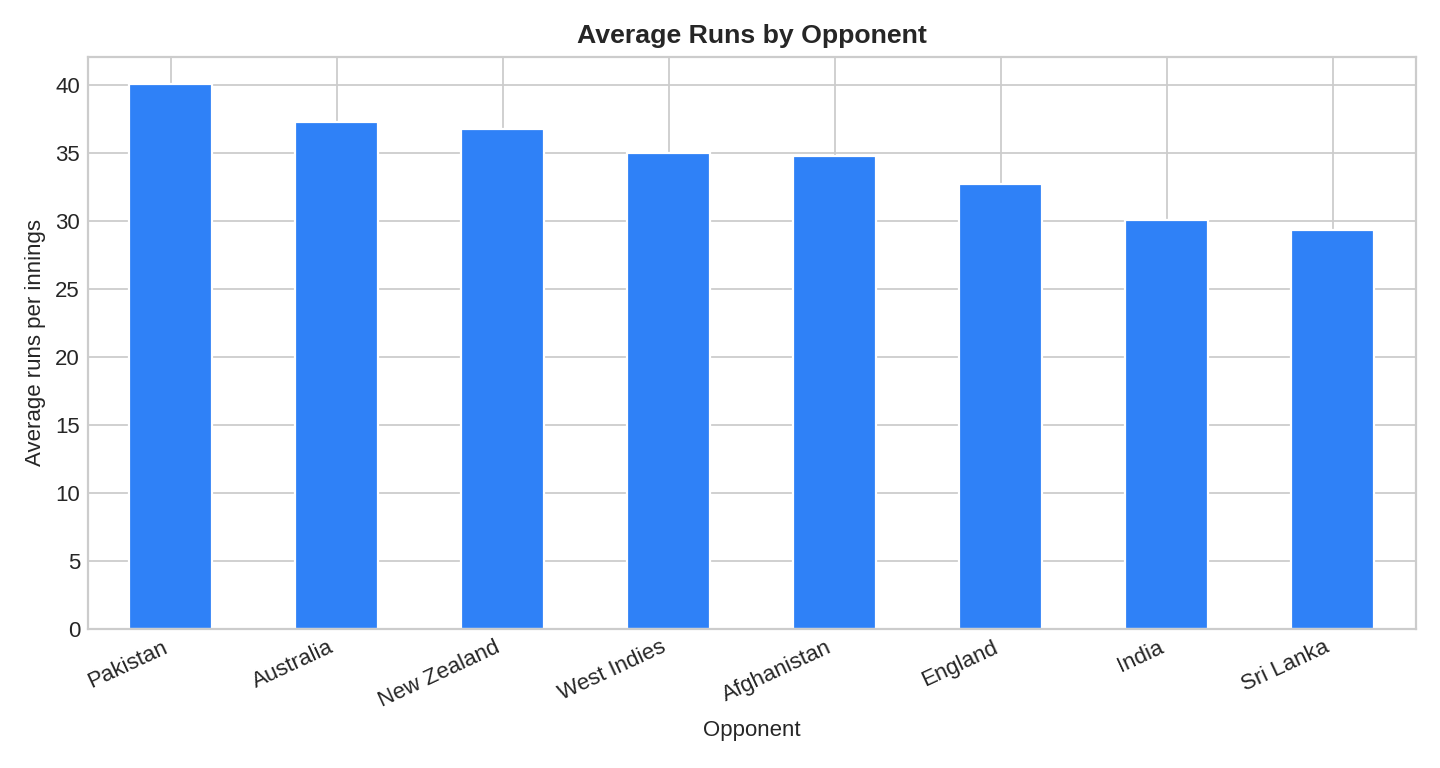 Average Runs by Opponent
Average runs per innings
40
35
30
25
20
15
10
5
0
Pakistan
Australia
New Zealand
West Indies
Afghanistan
England
India
Sri Lanka
Opponent